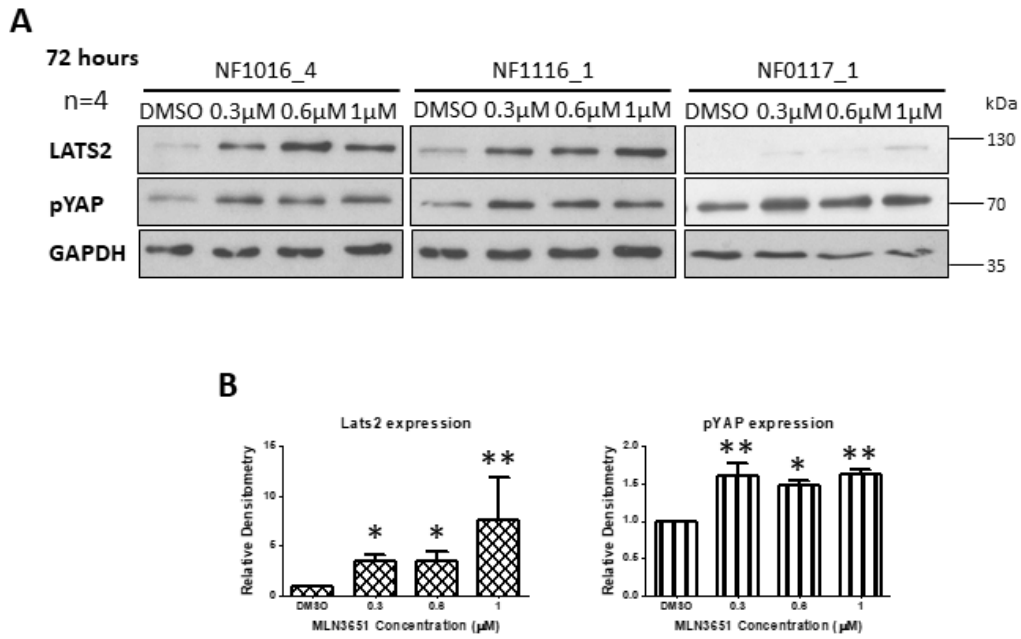 A
72 hours
n=4
NF1016_4 NF1116_1 NF0117_1
DMSO 0.3μM 0.6μM 1μM DMSO 0.3μM 0.6μM 1μM DMSO 0.3μM 0.6μM 1μM kDa
LATS2 130
pYAP 70
GAPDH 35
B
Lats2 expression
Relative Densitometry
15
10
5
0
* * **
DMSO 0.3 0.6 1
MLN3651 Concentration (μM)
pYAP expression
Relative Densitometry
2.0
1.5
1.0
0.5
0.0
** * **
DMSO 0.3 0.6 1
MLN3651 Concentration (μM)